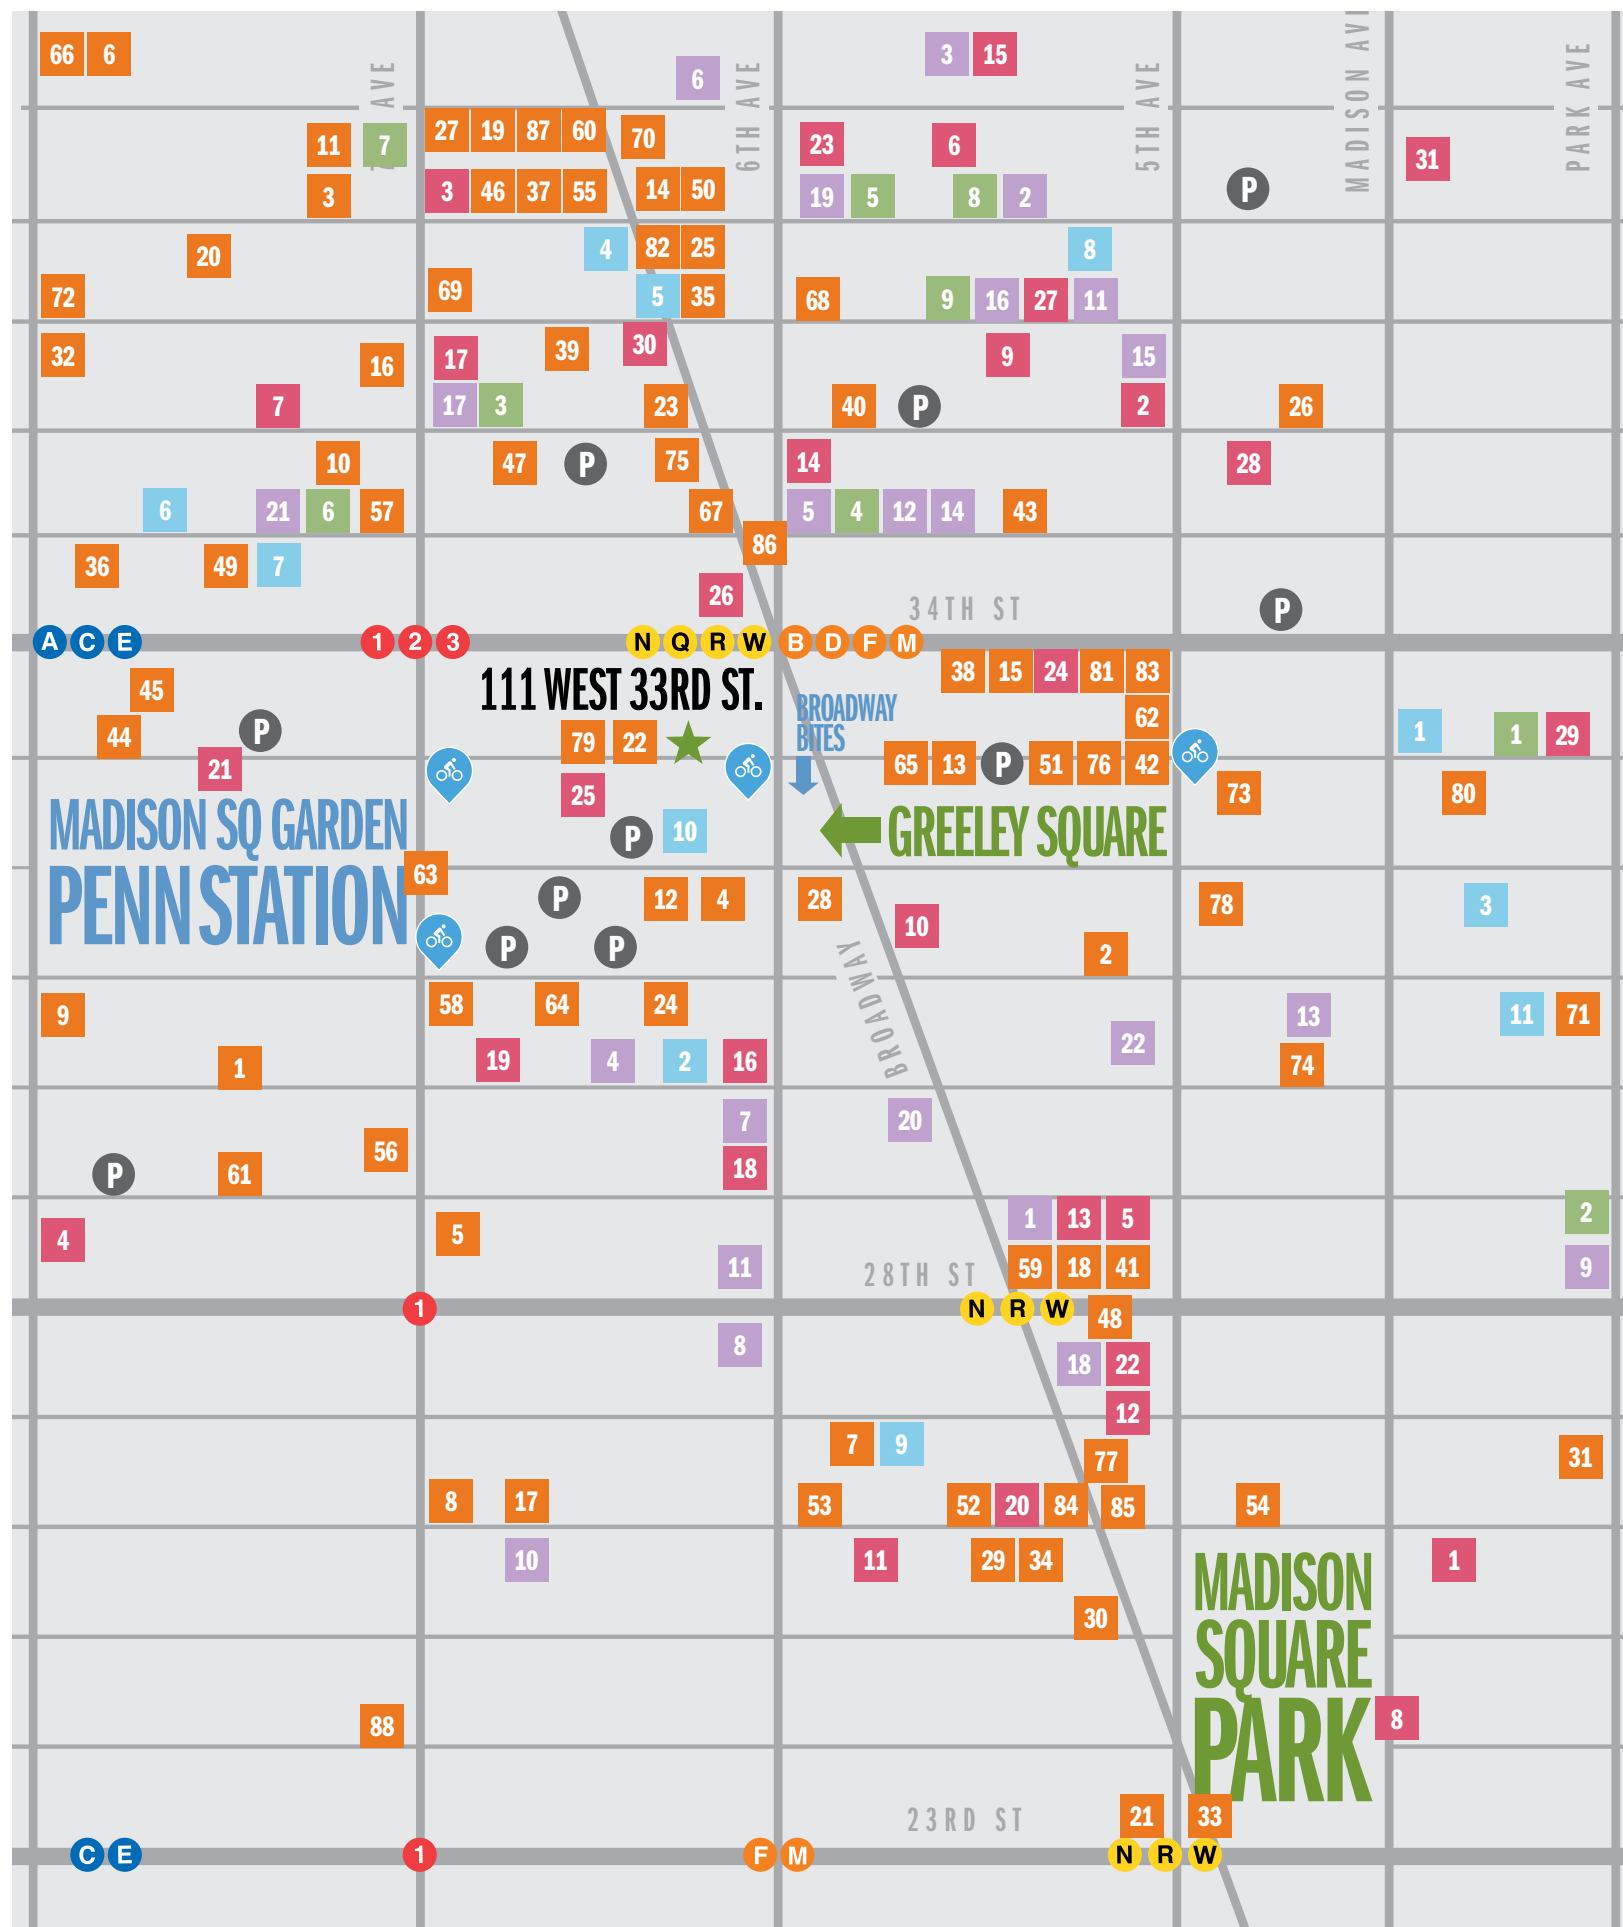 66 6
3 15
6
7 AVE
6TH AVE
5TH AVE
MADISON AVE
PARK AVE
27 19 87 60 70
11 7
23 6
31
3
3 46 37 55 14 50
19 5 8 2
P
20
4 82 25
8
72
69
5 35
68
9 16 27 11
32
16
17 39 30
9 15
7
17 3 23
40 P
2
26
10
47 P 75
14
28
6 21 6 57
67
5 4 12 14 43
86
36 49 7
26
34TH ST
P
A C E 1 2 3 N Q R W B D F M
45
111 WEST 33RD ST.
38 15 24 81 83
44 P
79 22
BROADWAY
BITES
62
1 1 29
21
65 13 P 51 76 42
25
73
80
MADISON SQ GARDEN
P 10
GREELEY SQUARE
PENN STATION
63
P 12 4
28
10
78
3
P P
BROADWAY
2
9
58 64 24
13
11 71
1
19 4 2 16
22
74
7
20
56
P 61
18
4
5
1 13 5
2
11
28TH ST
59 18 41
9
1
N R W
48
8
18 22
12
7 9
77
31
8 17
53
52 20 84 85
54
10
11
29 34
1
30
MADISON
SQUARE
PARK
88
8
23RD ST
21 33
C E 1 F M N R W